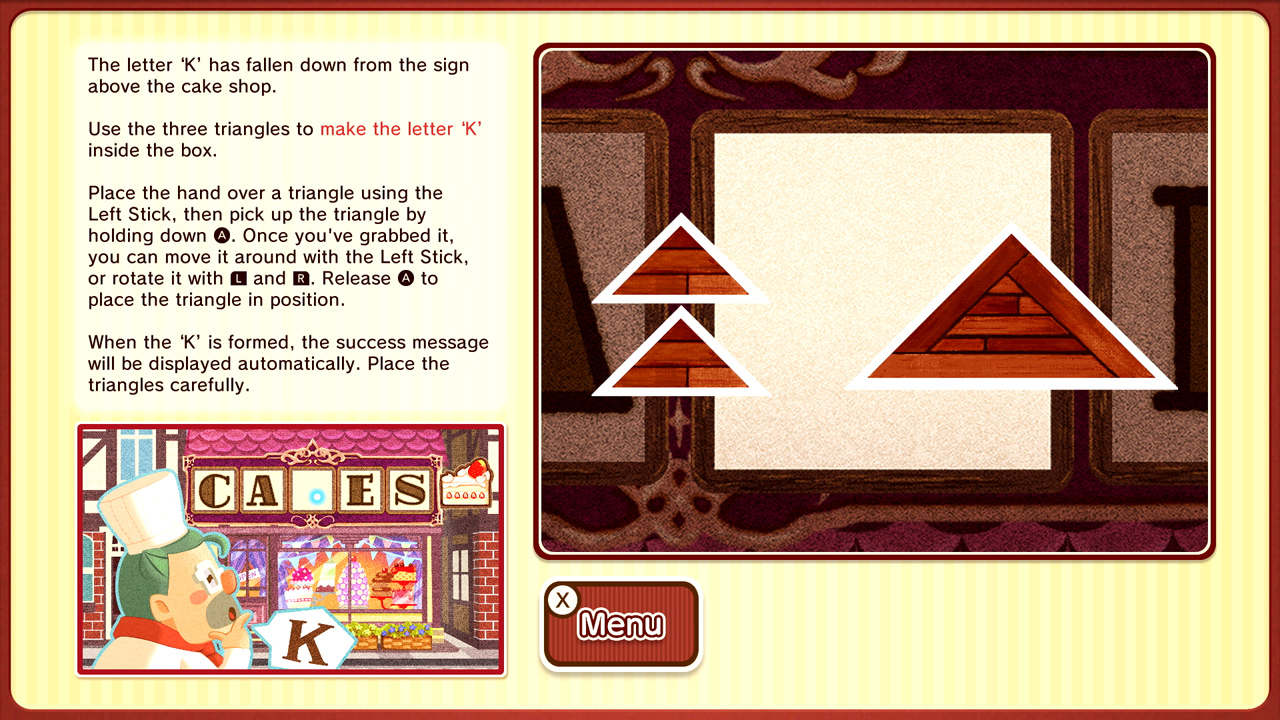 The letter ‘K’ has fallen down from the sign
above the cake shop.
Use the three triangles to make the letter ‘K’
inside the box.
Place the hand over a triangle using the
Left Stick, then pick up the triangle by
holding down A. Once you've grabbed it,
you can move it around with the Left Stick,
or rotate it with L and R. Release A to
place the triangle in position.
When the ‘K’ is formed, the success message
will be displayed automatically. Place the
triangles carefully.
CA ES
K
X
Menu